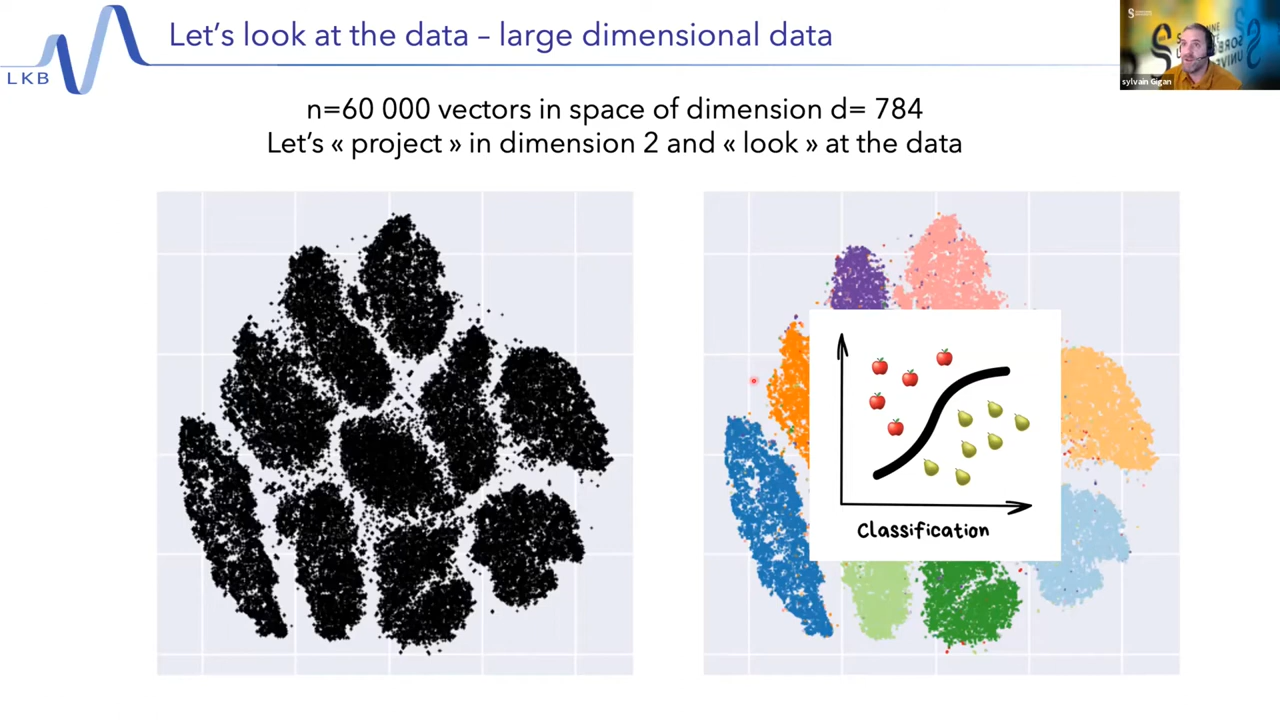 LKB
Let's look at the data – large dimensional data
n=60 000 vectors in space of dimension d= 784
Let's « project » in dimension 2 and « look » at the data
Classification
sylvain Gigan